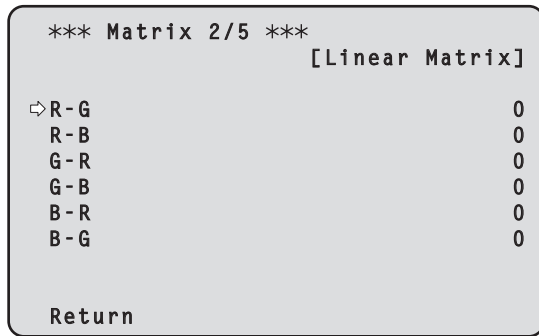 *** Matrix 2/5 ***
[Linear Matrix]
⇨R-G 0
R-B 0
G-R 0
G-B 0
B-R 0
B-G 0
Return